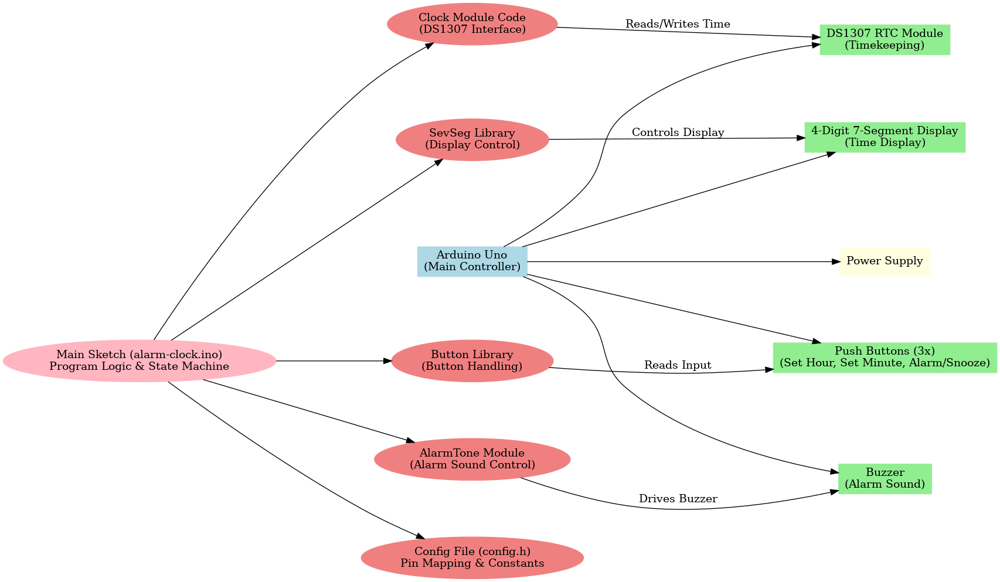 Clock Module Code
(DS1307 Interface)
Reads/Writes Time
DS1307 RTC Module
(Timekeeping)
SevSeg Library
(Display Control)
Controls Display
4-Digit 7-Segment Display
(Time Display)
Arduino Uno
(Main Controller)
Power Supply
Main Sketch (alarm-clock.ino)
Program Logic & State Machine
Button Library
(Button Handling)
Reads Input
Push Buttons (3x)
(Set Hour, Set Minute, Alarm/Snooze)
AlarmTone Module
(Alarm Sound Control)
Drives Buzzer
Buzzer
(Alarm Sound)
Config File (config.h)
Pin Mapping & Constants